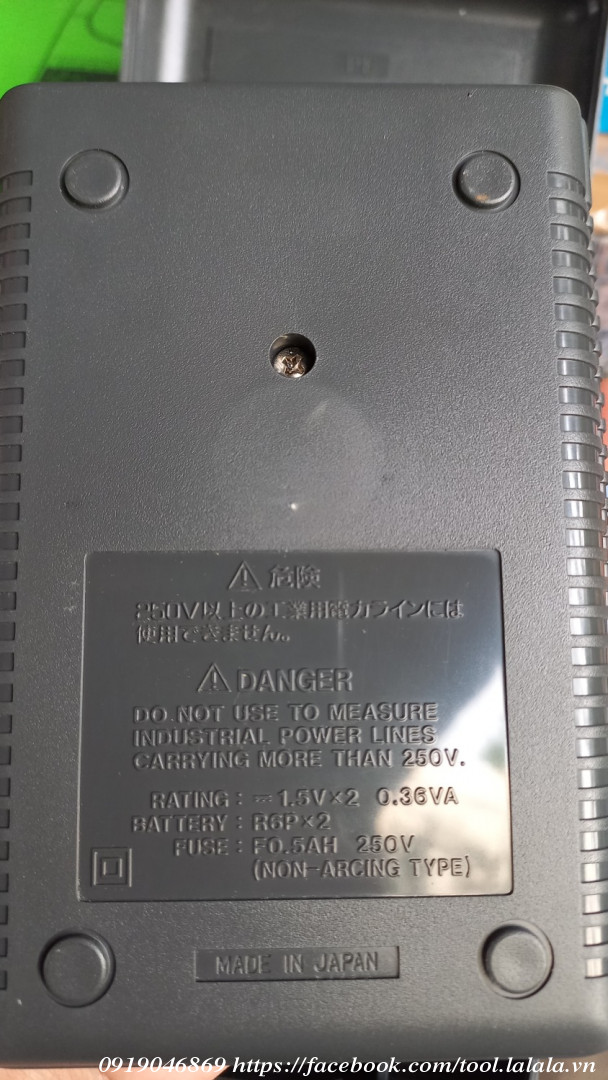 ⚠ 危険
250V以上の工業用電力ラインには
使用できません。
⚠ DANGER
DO NOT USE TO MEASURE
INDUSTRIAL POWER LINES
CARRYING MORE THAN 250V.
RATING : ⎓ 1.5V×2 0.36VA
BATTERY : R6P×2
FUSE : F0.5AH 250V
(NON-ARCING TYPE)
MADE IN JAPAN
0919046869 https://facebook.com/tool.lalala.vn